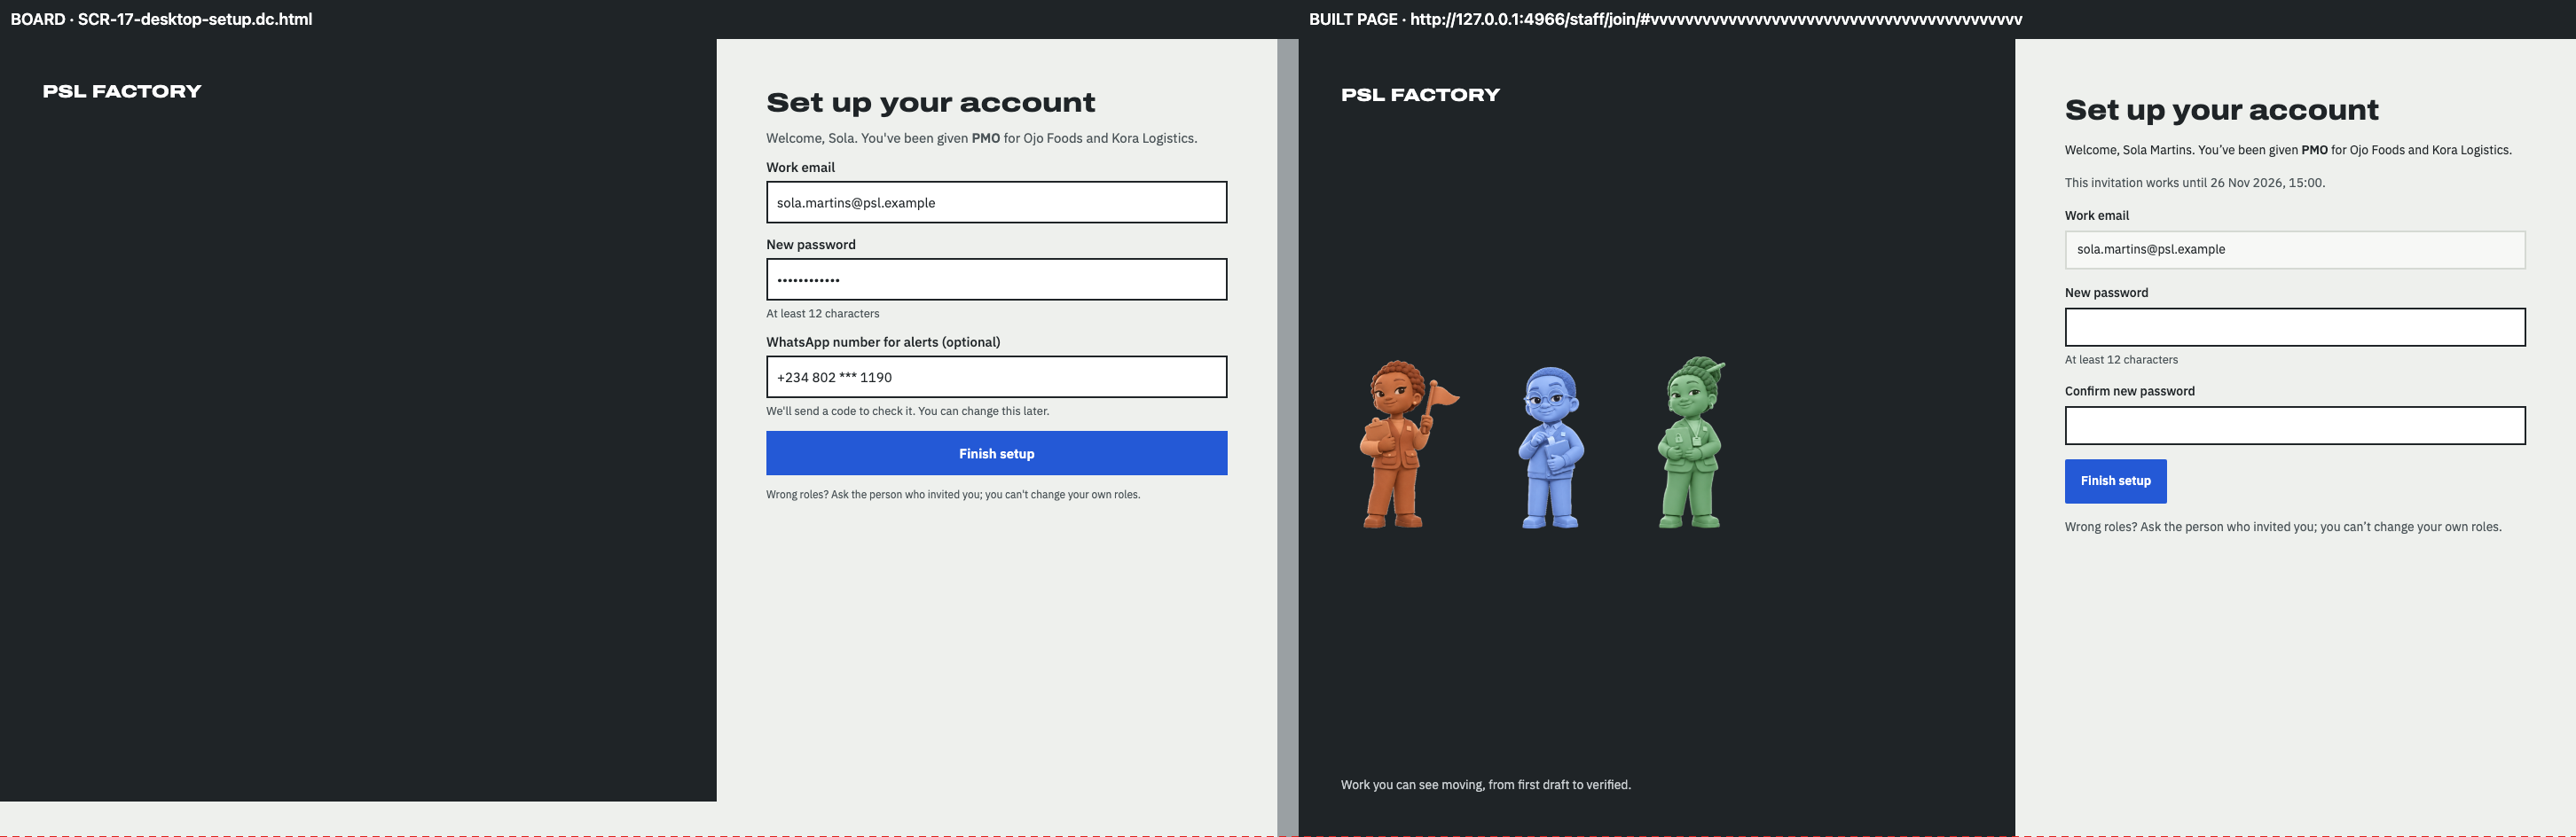 BOARD · SCR-17-desktop-setup.dc.html
PSL FACTORY
Set up your account
Welcome, Sola. You've been given PMO for Ojo Foods and Kora Logistics.
Work email
sola.martins@psl.example
New password
••••••••••••
At least 12 characters
WhatsApp number for alerts (optional)
+234 802 *** 1190
We'll send a code to check it. You can change this later.
Finish setup
Wrong roles? Ask the person who invited you; you can't change your own roles.
BUILT PAGE · http://127.0.0.1:4966/staff/join/#vvvvvvvvvvvvvvvvvvvvvvvvvvvvvvvvvvvvvvvvvvv
PSL FACTORY
Work you can see moving, from first draft to verified.
Set up your account
Welcome, Sola Martins. You’ve been given PMO for Ojo Foods and Kora Logistics.
This invitation works until 26 Nov 2026, 15:00.
Work email
sola.martins@psl.example
New password
At least 12 characters
Confirm new password
Finish setup
Wrong roles? Ask the person who invited you; you can’t change your own roles.